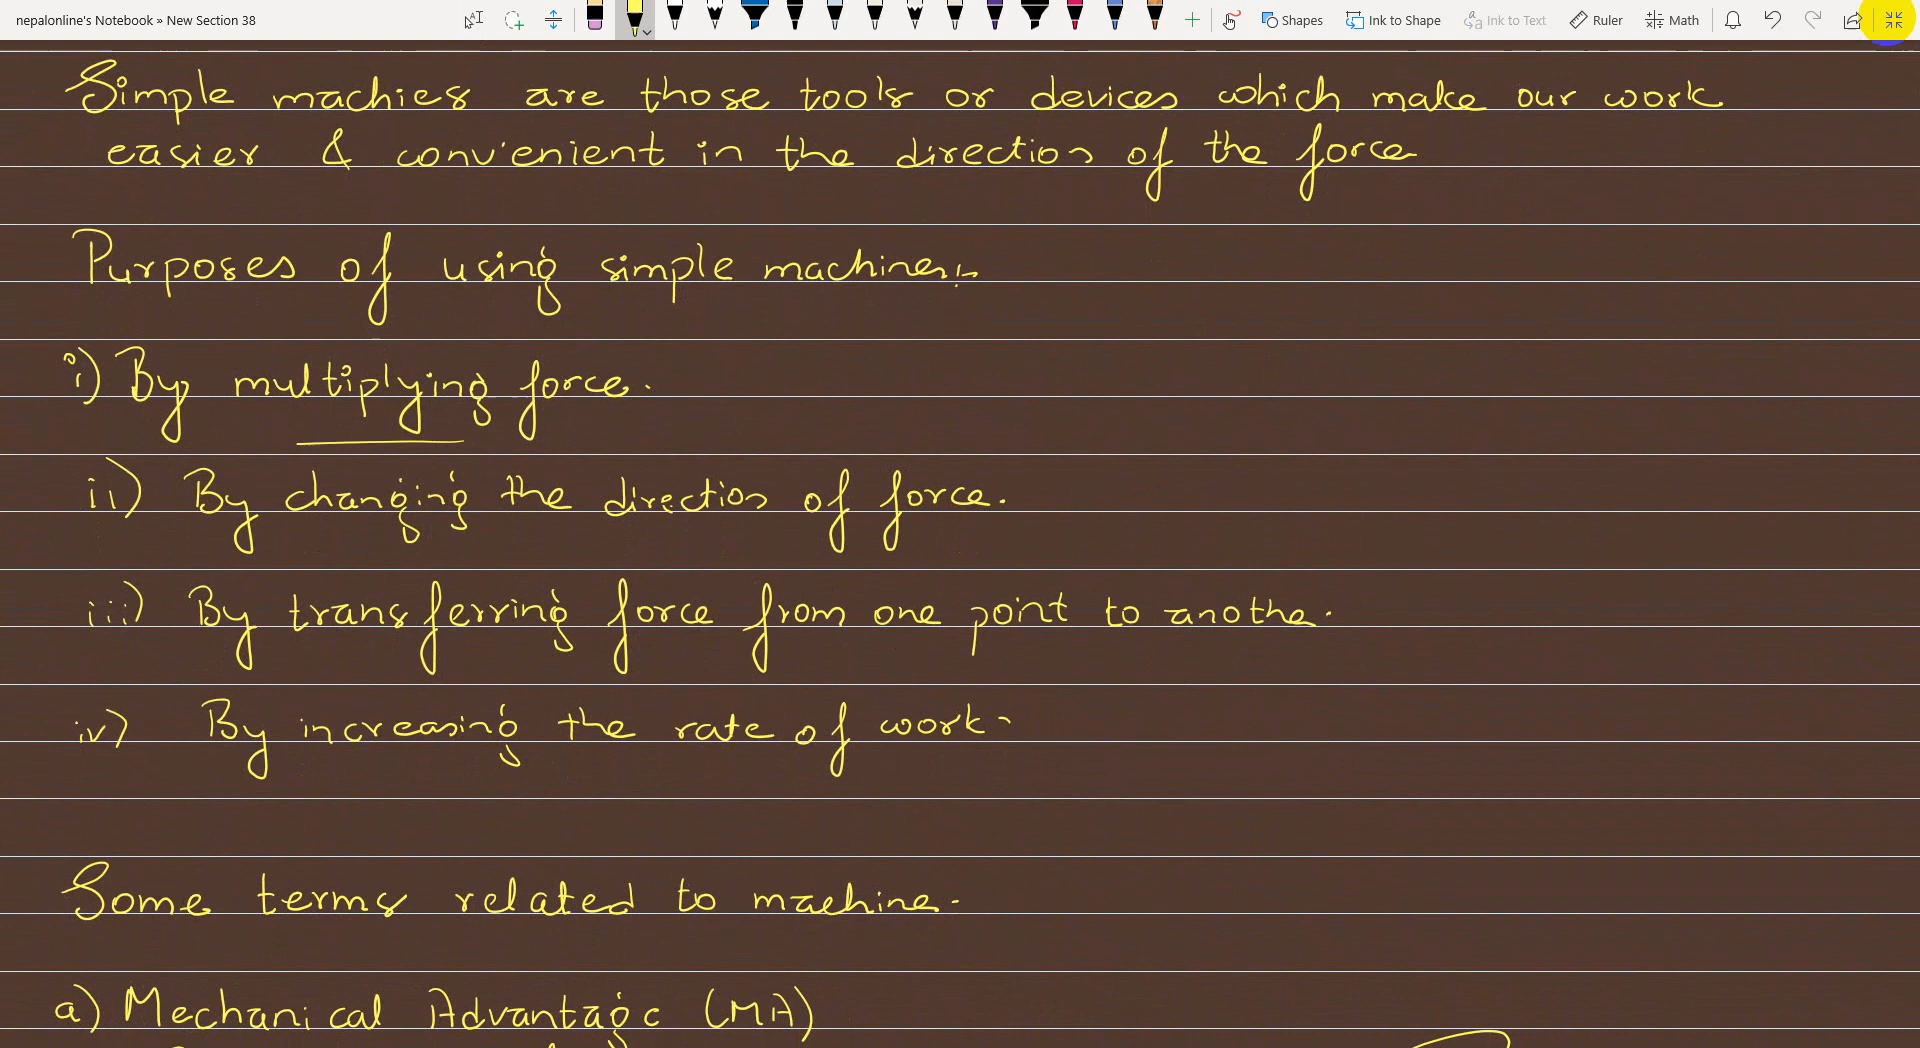 nepalonline's Notebook » New Section 38
Shapes Ink to Shape Ink to Text Ruler Math
Simple machies are those tools or devices which make our work
easier & convenient in the direction of the force
Purposes of using simple machines:-
i) By multiplying force.
ii) By changing the direction of force.
iii) By transferring force from one point to anothe.
iv) By increasing the rate of work.
Some terms related to machine.
a) Mechanical Advantage (MA)